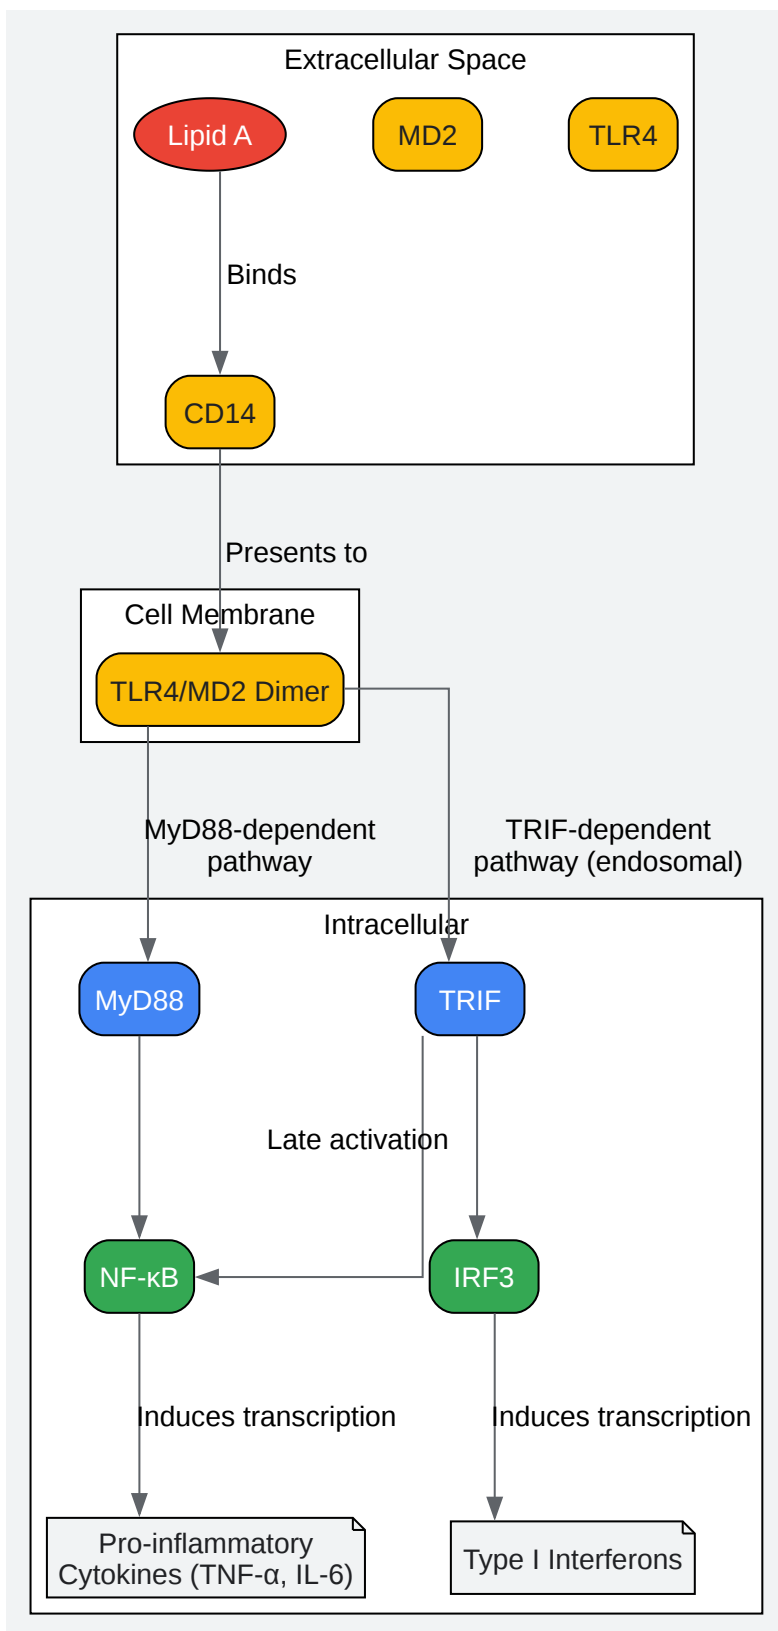 Extracellular Space
Lipid A
MD2
TLR4
Binds
CD14
Presents to
Cell Membrane
TLR4/MD2 Dimer
MyD88-dependent
pathway
TRIF-dependent
pathway (endosomal)
Intracellular
MyD88
TRIF
Late activation
NF-κB
IRF3
Induces transcription
Induces transcription
Pro-inflammatory
Cytokines (TNF-α, IL-6)
Type I Interferons